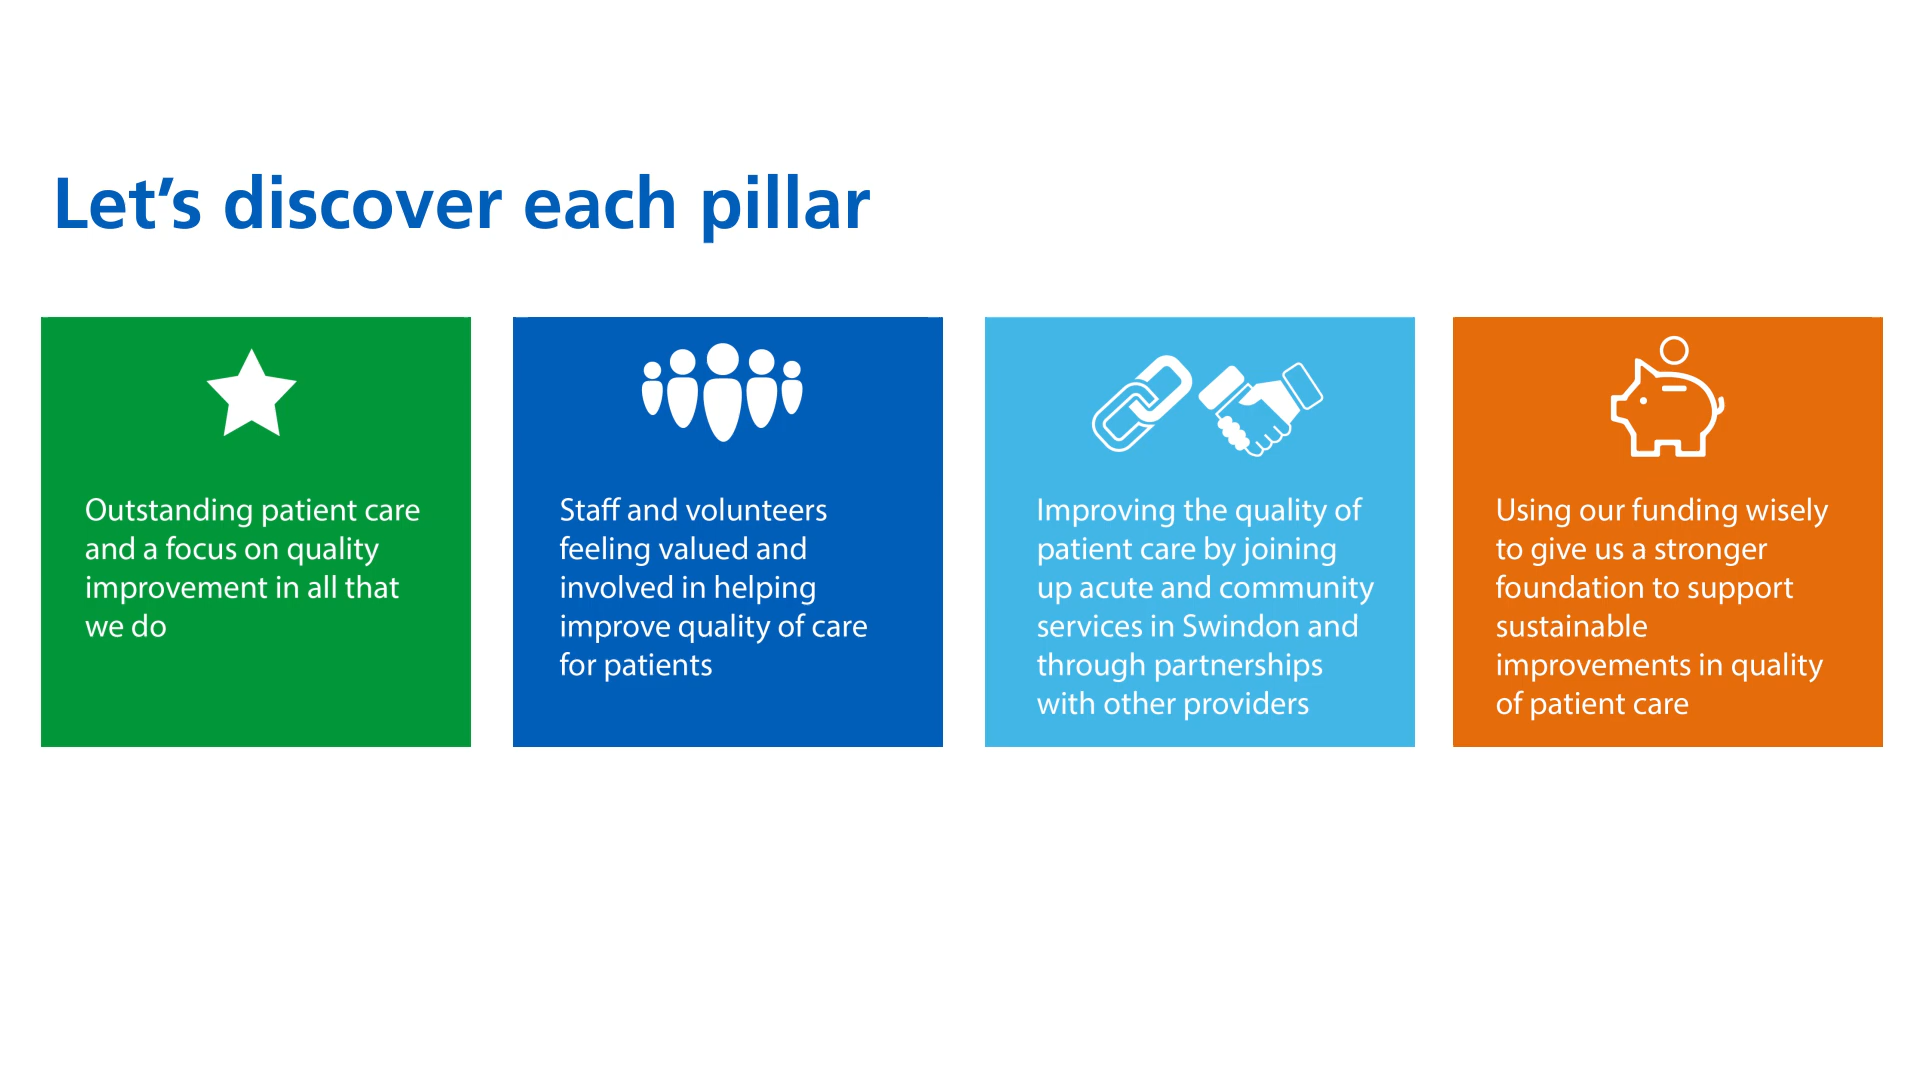 Let’s discover each pillar
Outstanding patient care
and a focus on quality
improvement in all that
we do
Staff and volunteers
feeling valued and
involved in helping
improve quality of care
for patients
Improving the quality of
patient care by joining
up acute and community
services in Swindon and
through partnerships
with other providers
Using our funding wisely
to give us a stronger
foundation to support
sustainable
improvements in quality
of patient care